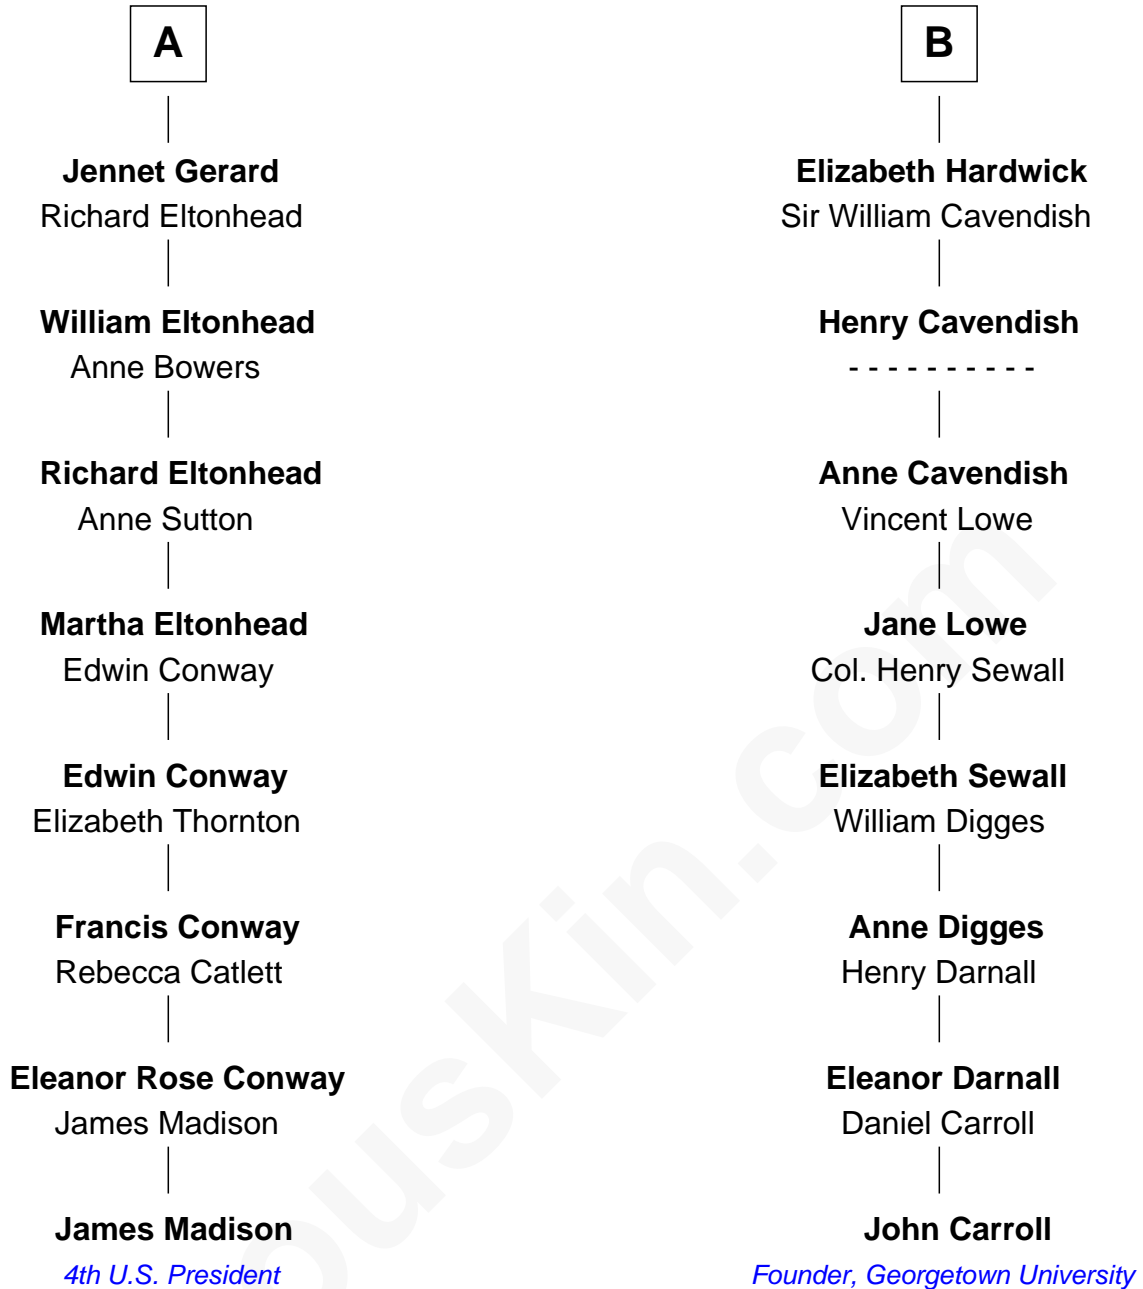 A
Jennet Gerard
Richard Eltonhead
William Eltonhead
Anne Bowers
Richard Eltonhead
Anne Sutton
Martha Eltonhead
Edwin Conway
Edwin Conway
Elizabeth Thornton
Francis Conway
Rebecca Catlett
Eleanor Rose Conway
James Madison
James Madison
4th U.S. President
B
Elizabeth Hardwick
Sir William Cavendish
Henry Cavendish
- - - - - - - - - -
Anne Cavendish
Vincent Lowe
Jane Lowe
Col. Henry Sewall
Elizabeth Sewall
William Digges
Anne Digges
Henry Darnall
Eleanor Darnall
Daniel Carroll
John Carroll
Founder, Georgetown University
ousKin.com